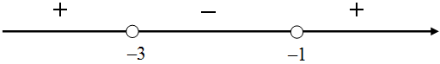 + – +
–3 –1